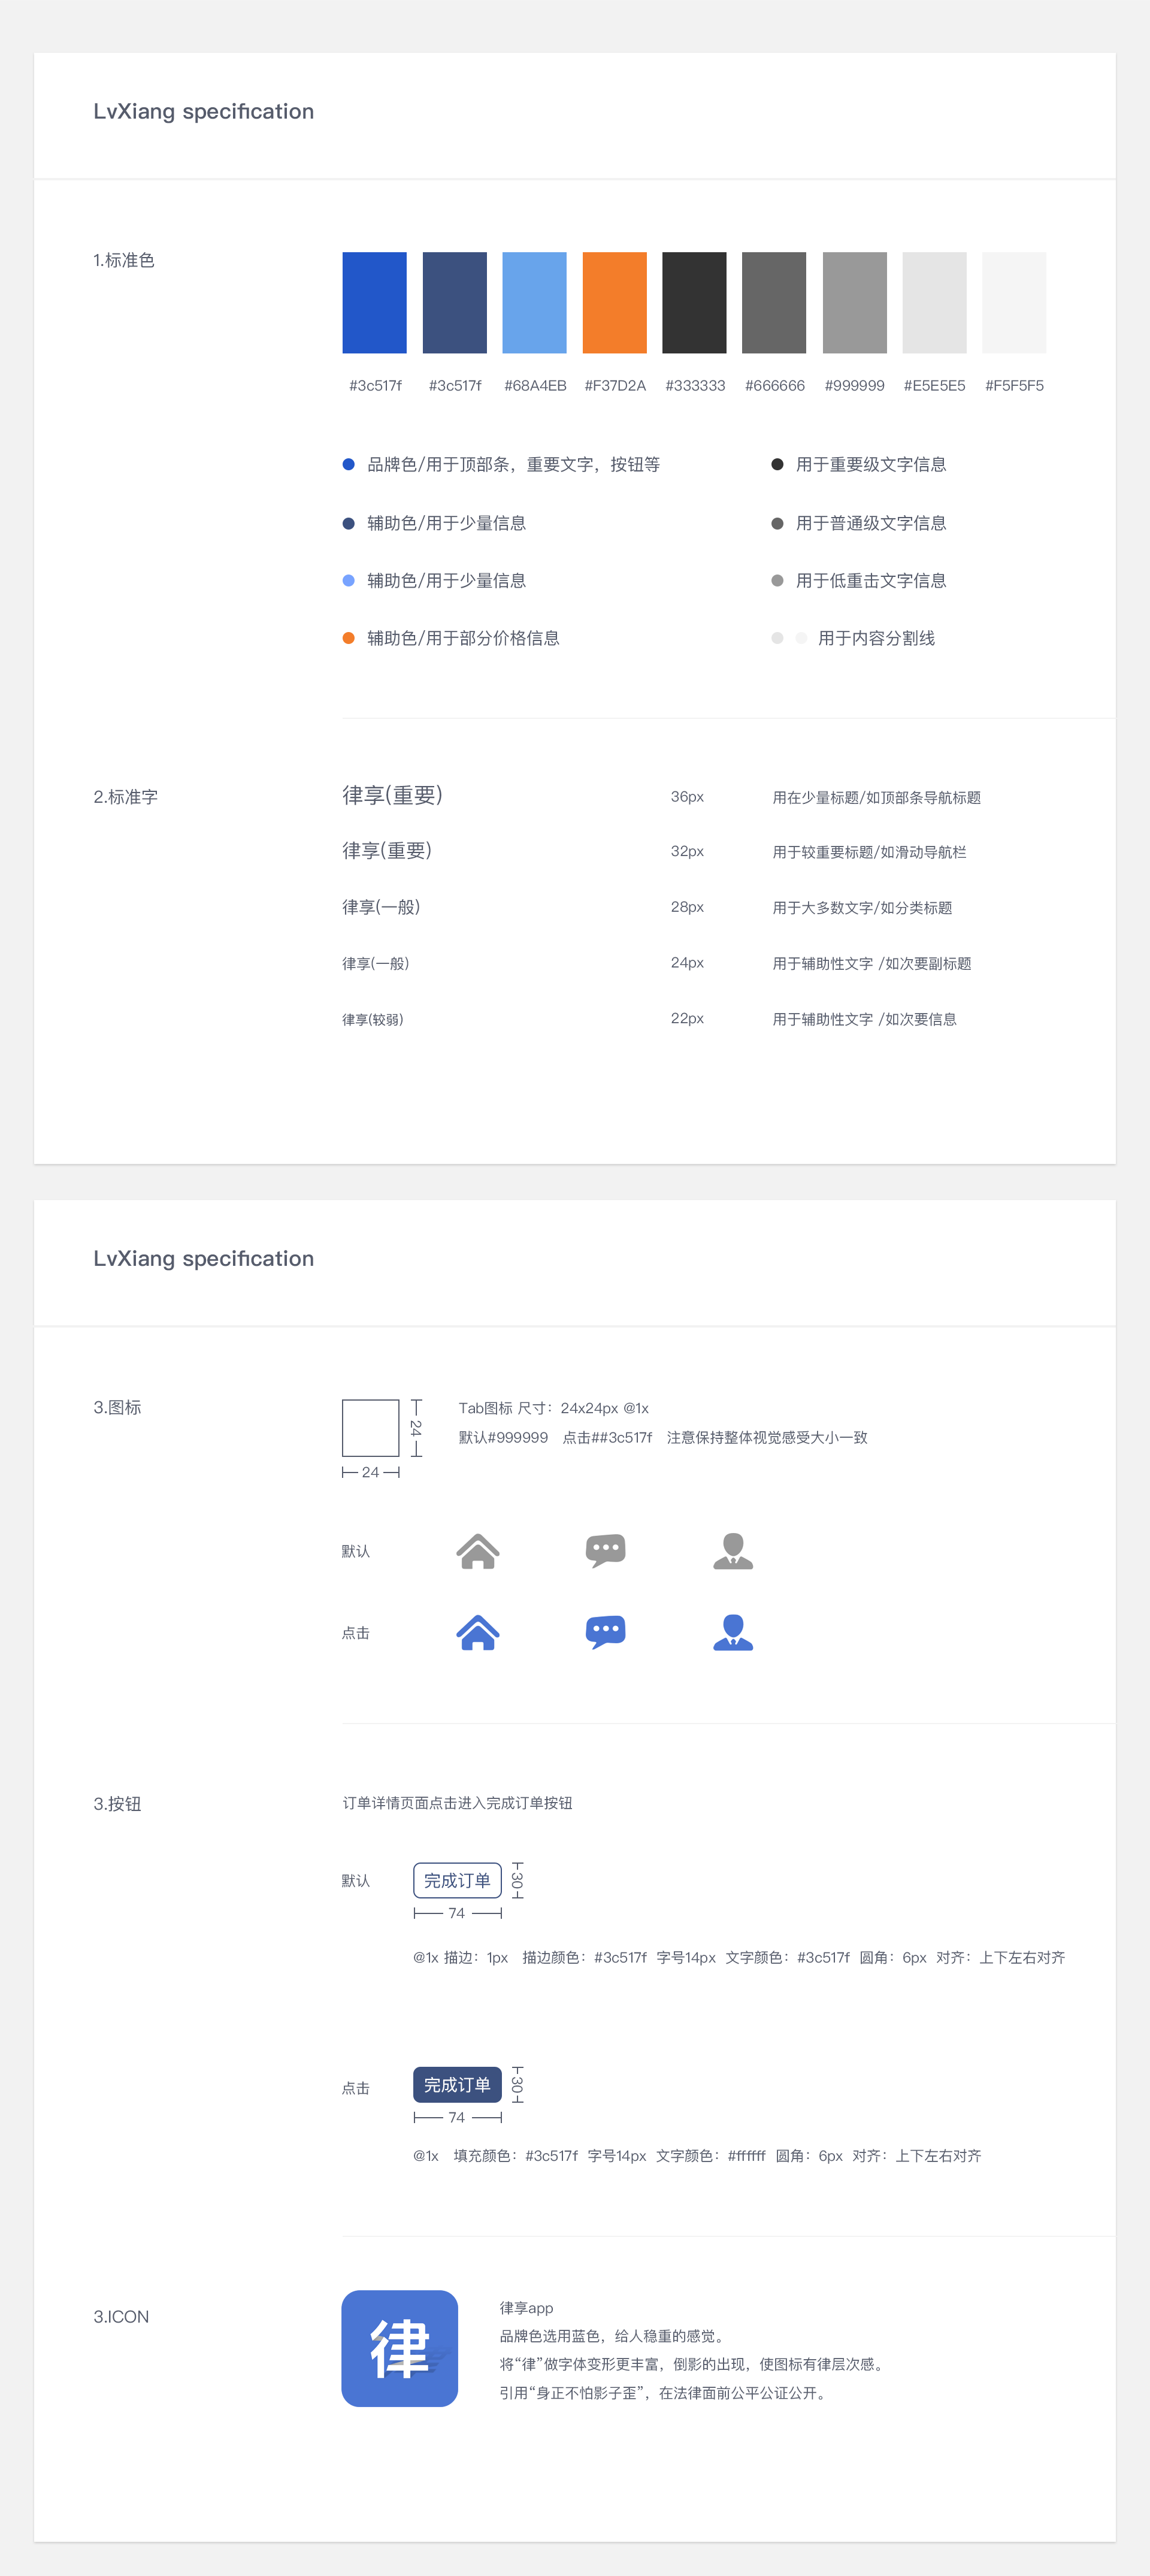 LvXiang specification
1.标准色
#3c517f #3c517f #68A4EB #F37D2A #333333 #666666 #999999 #E5E5E5 #F5F5F5
品牌色/用于顶部条，重要文字，按钮等
用于重要级文字信息
辅助色/用于少量信息
用于普通级文字信息
辅助色/用于少量信息
用于低重击文字信息
辅助色/用于部分价格信息
用于内容分割线
2.标准字
律享(重要) 36px 用在少量标题/如顶部条导航标题
律享(重要) 32px 用于较重要标题/如滑动导航栏
律享(一般) 28px 用于大多数文字/如分类标题
律享(一般) 24px 用于辅助性文字 /如次要副标题
律享(较弱) 22px 用于辅助性文字 /如次要信息
LvXiang specification
3.图标
24
24
Tab图标 尺寸：24x24px @1x
默认#999999 点击##3c517f 注意保持整体视觉感受大小一致
默认
点击
3.按钮
订单详情页面点击进入完成订单按钮
默认
完成订单
30
74
@1x 描边：1px 描边颜色：#3c517f 字号14px 文字颜色：#3c517f 圆角：6px 对齐：上下左右对齐
点击
完成订单
30
74
@1x 填充颜色：#3c517f 字号14px 文字颜色：#ffffff 圆角：6px 对齐：上下左右对齐
3.ICON
律
律享app
品牌色选用蓝色，给人稳重的感觉。
将“律”做字体变形更丰富，倒影的出现，使图标有律层次感。
引用“身正不怕影子歪”，在法律面前公平公证公开。